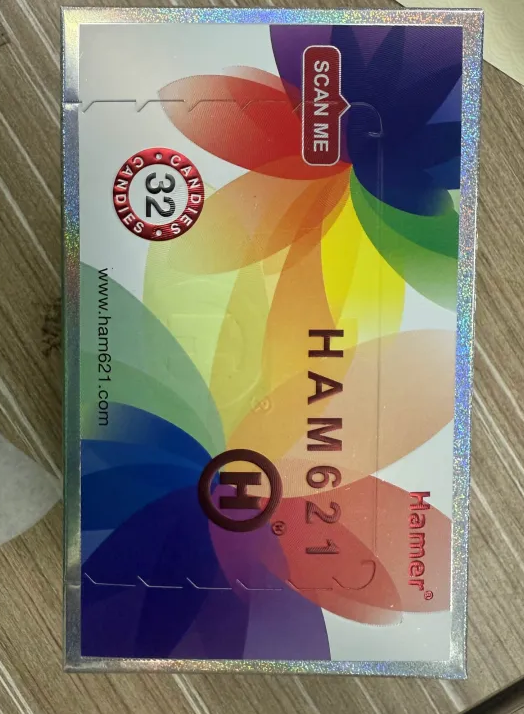 Hamer®
SCAN ME
HAM621
H
CANDIES
32
CANDIES
www.ham621.com